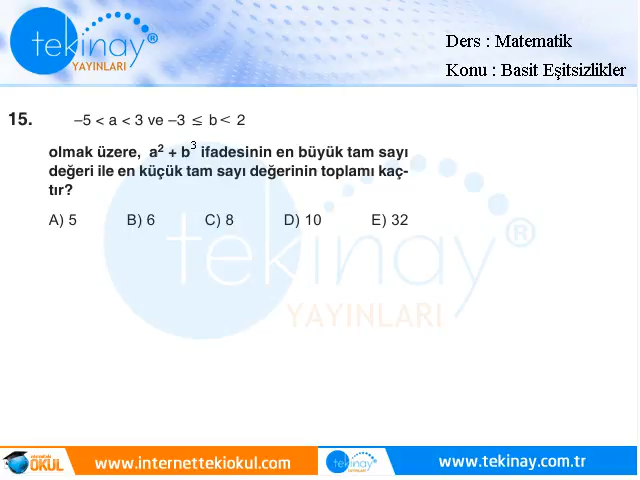 tekinay®
YAYINLARI
Ders : Matematik
Konu : Basit Eşitsizlikler
15. –5 < a < 3 ve –3 ≤ b < 2
olmak üzere, a² + b³ ifadesinin en büyük tam sayı
değeri ile en küçük tam sayı değerinin toplamı kaç-
tır?
A) 5 B) 6 C) 8 D) 10 E) 32
tekinay®
YAYINLARI
OKUL
www.internettekiokul.com
tekinay
www.tekinay.com.tr